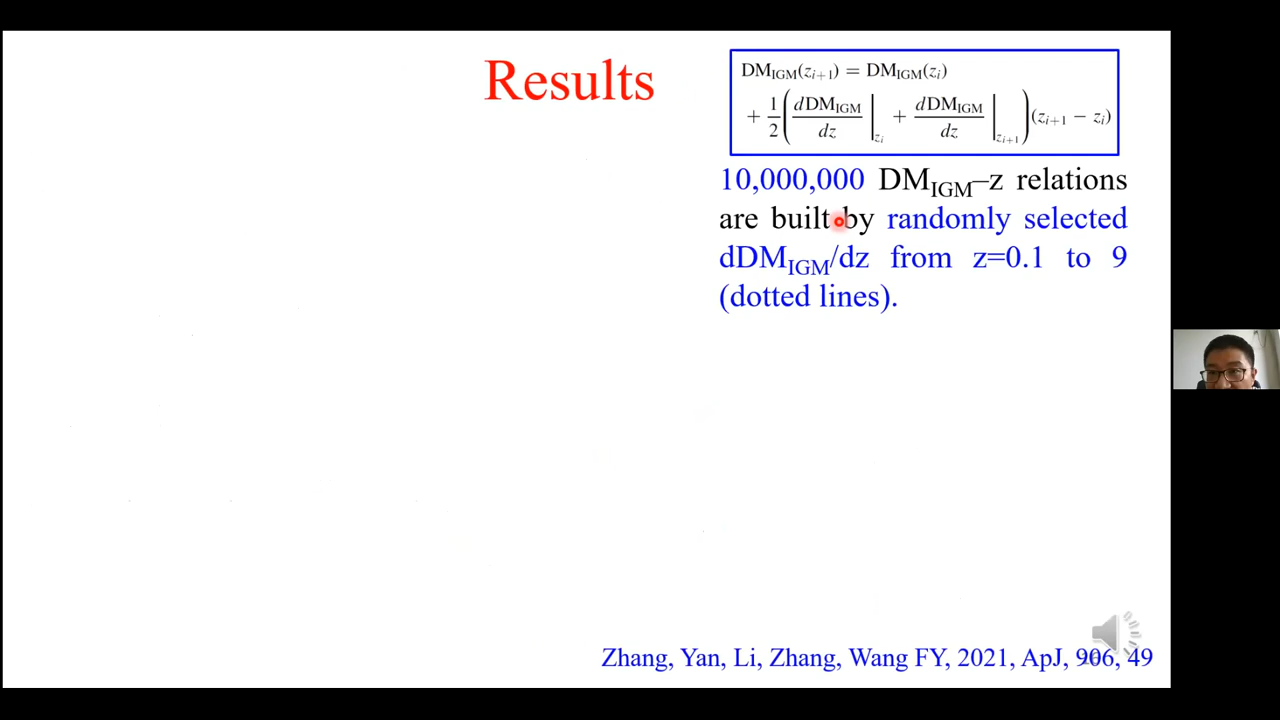 Results
DM_IGM(z_{i+1}) = DM_IGM(z_i)
+ 1/2 (dDM_IGM/dz |_{z_i} + dDM_IGM/dz |_{z_{i+1}}) (z_{i+1} − z_i)
10,000,000 DM_IGM–z relations
are built by randomly selected
dDM_IGM/dz from z=0.1 to 9
(dotted lines).
Zhang, Yan, Li, Zhang, Wang FY, 2021, ApJ, 906, 49